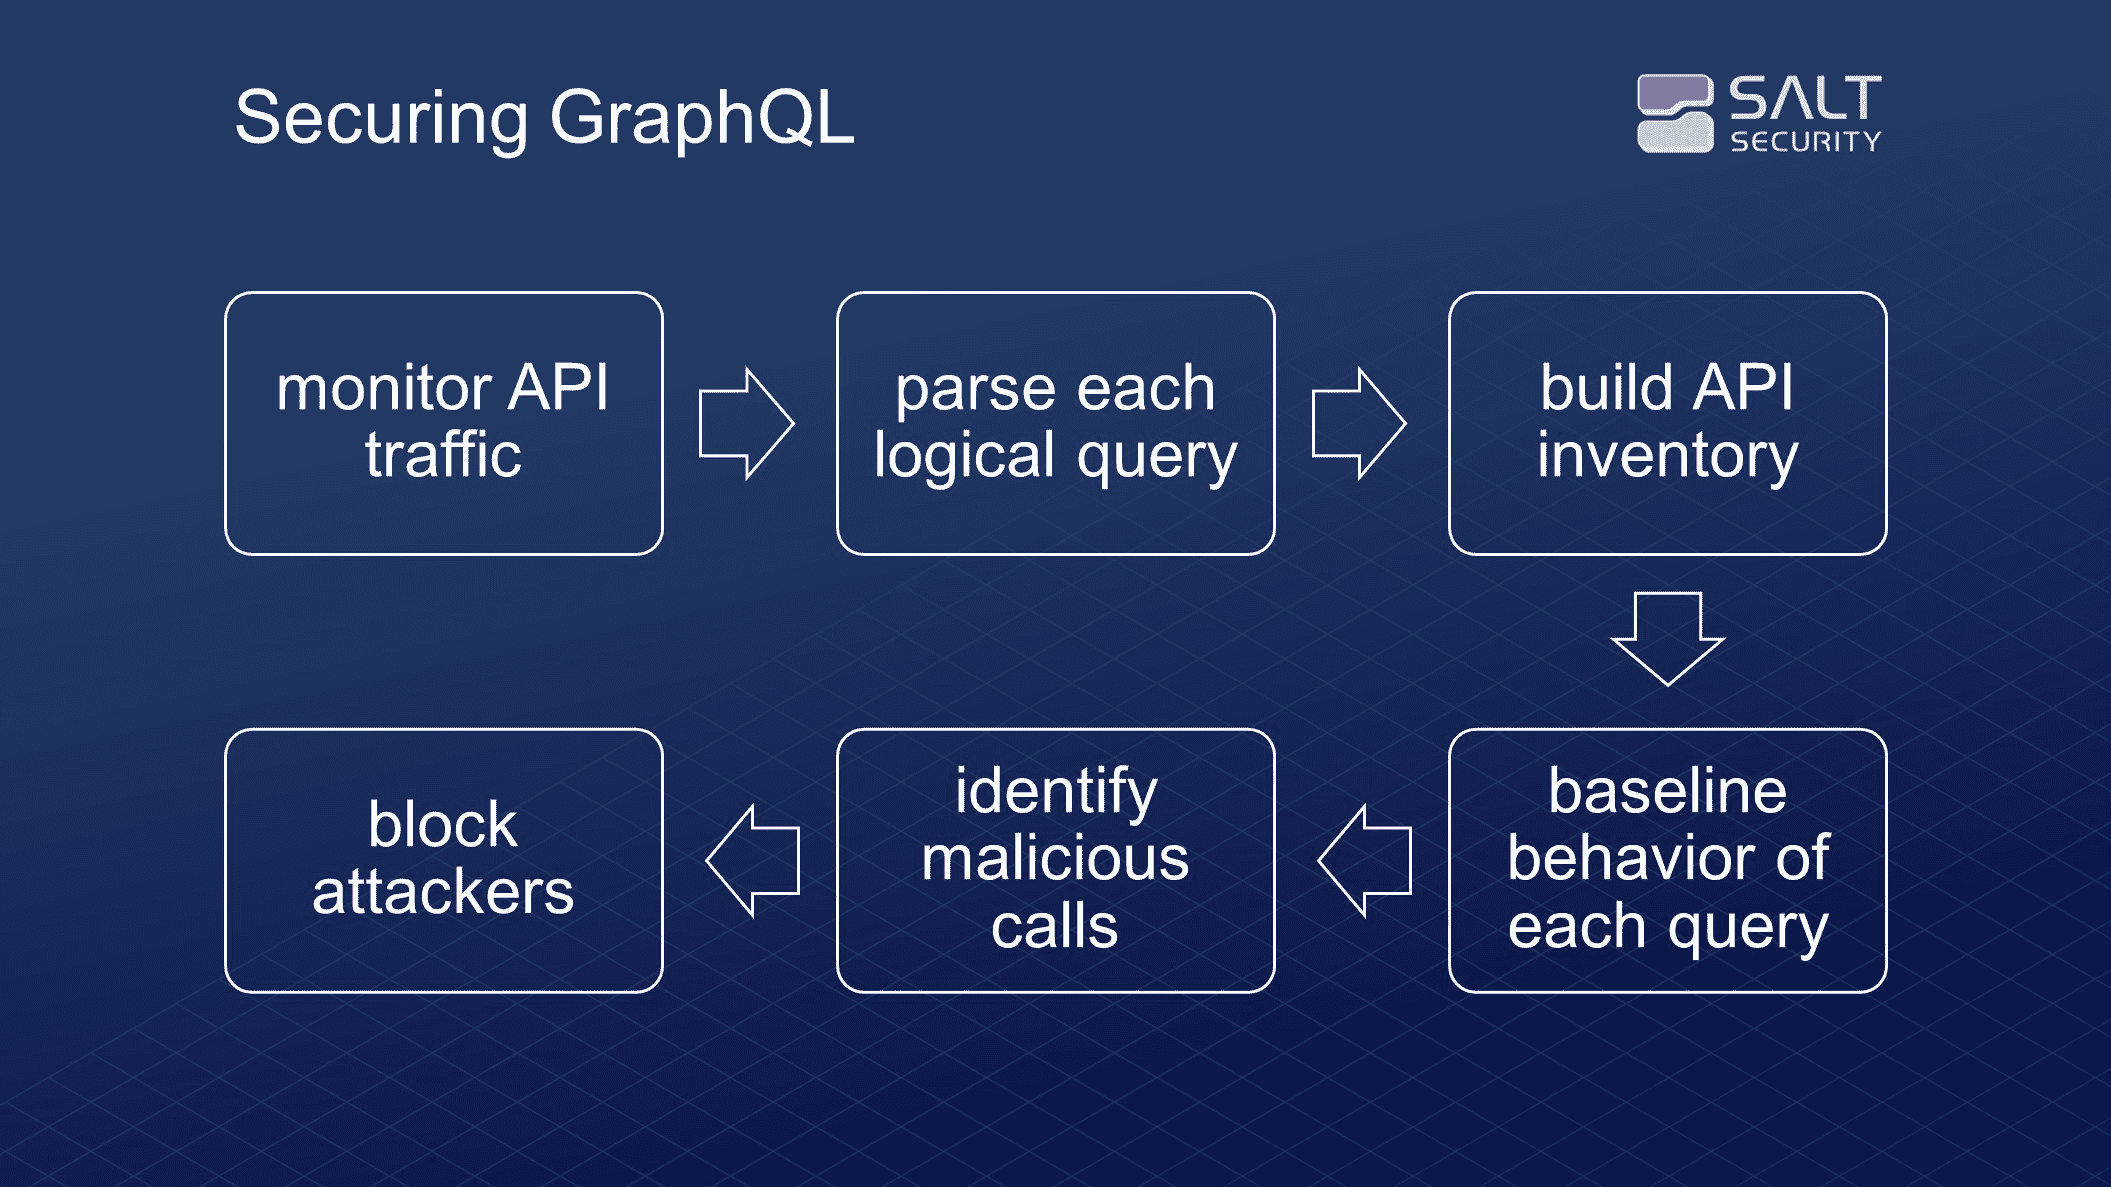 Securing GraphQL
SALT
SECURITY
monitor API
traffic
parse each
logical query
build API
inventory
baseline
behavior of
each query
identify
malicious
calls
block
attackers